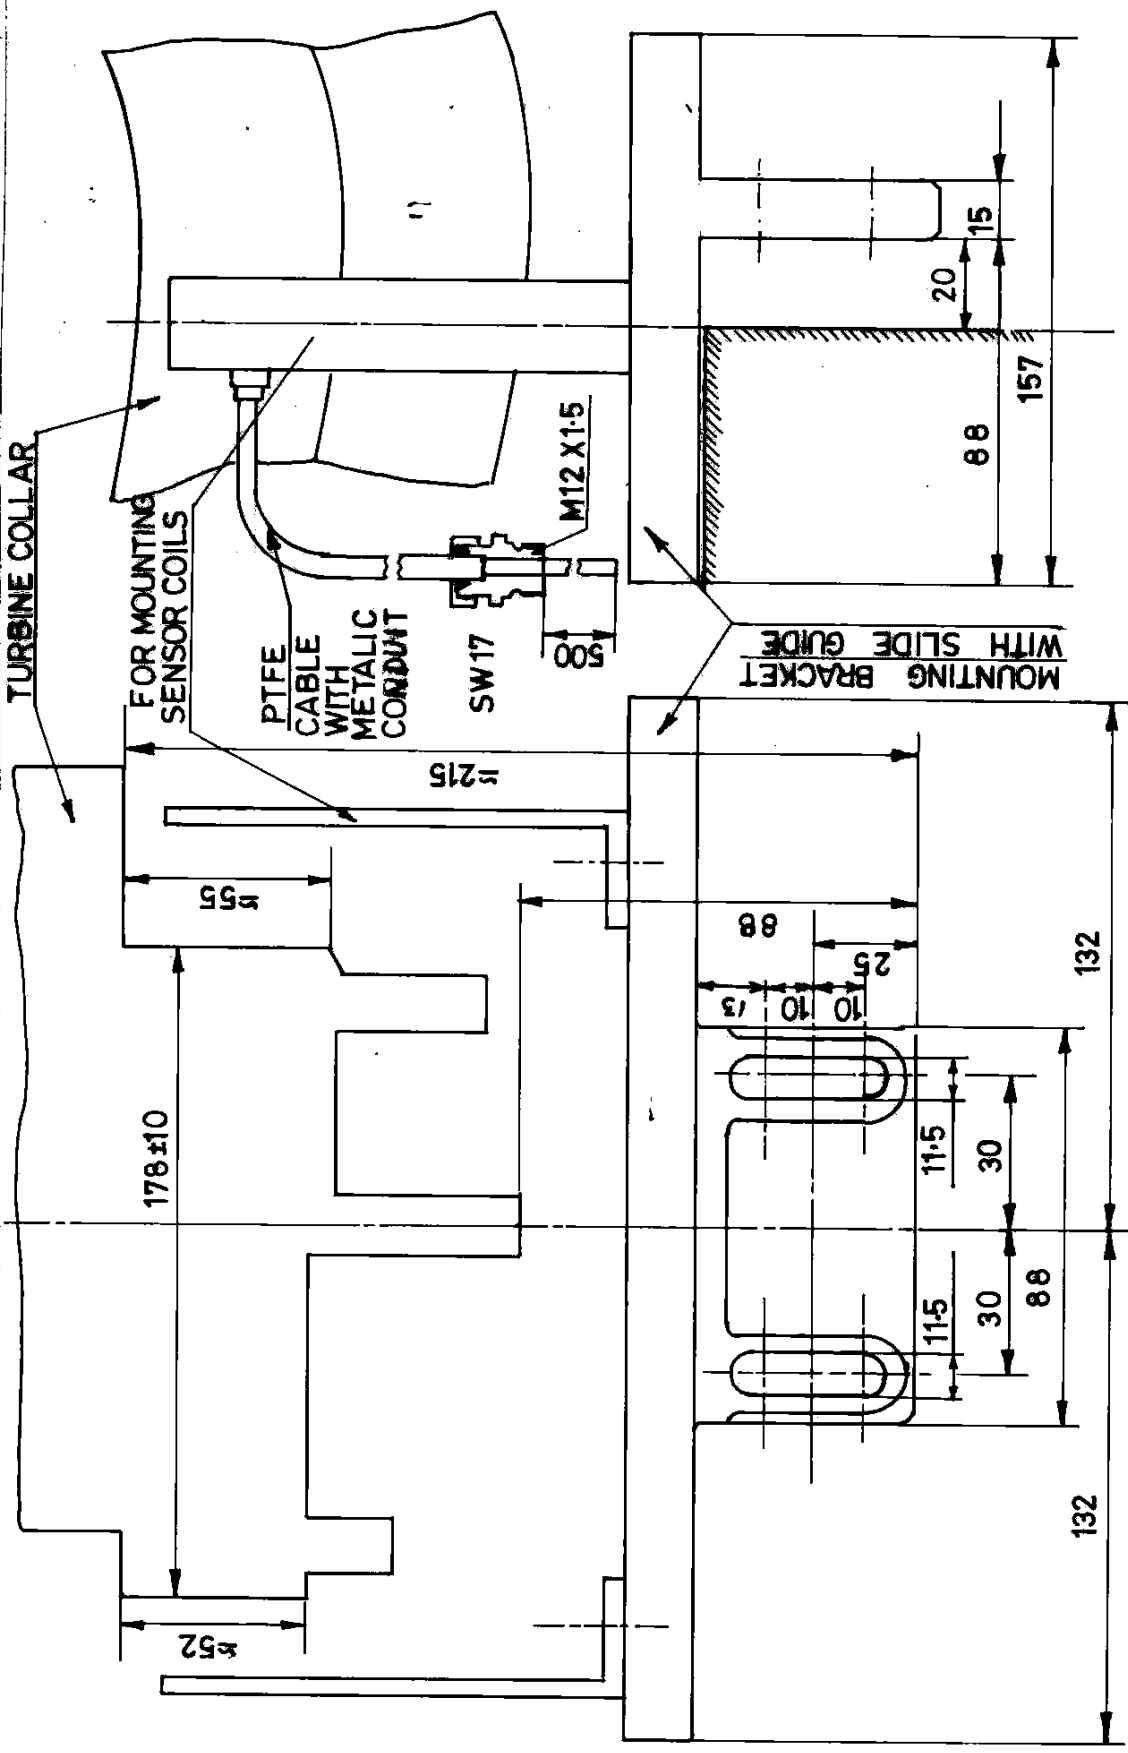 TURBINE COLLAR
FOR MOUNTING
SENSOR COILS
PTFE
CABLE
WITH
METALIC
CONDUIT
SW17
500
M12 X 1·5
MOUNTING BRACKET
WITH SLIDE GUIDE
15
20
88
157
≈215
≈55
178±10
≈52
88
25
13
10
10
11·5
30
11·5
30
88
132
132